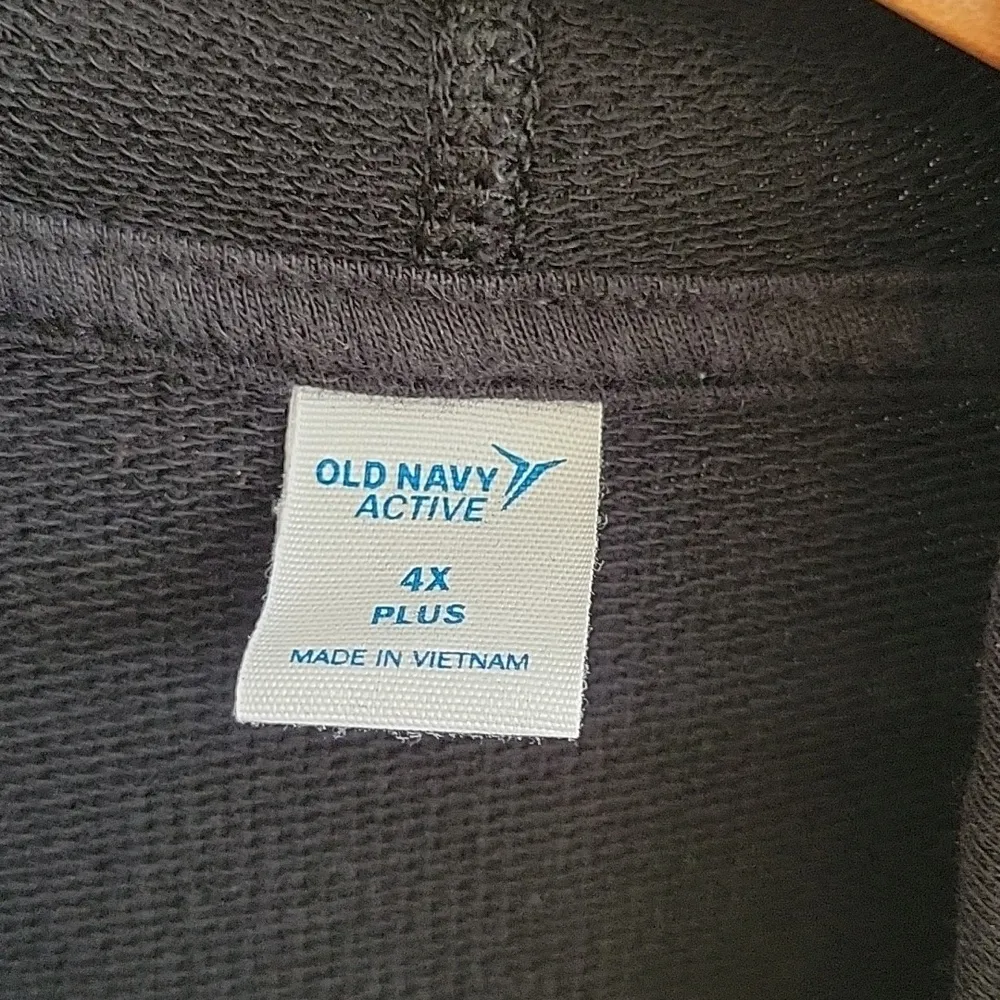 OLD NAVY
ACTIVE
4X
PLUS
MADE IN VIETNAM